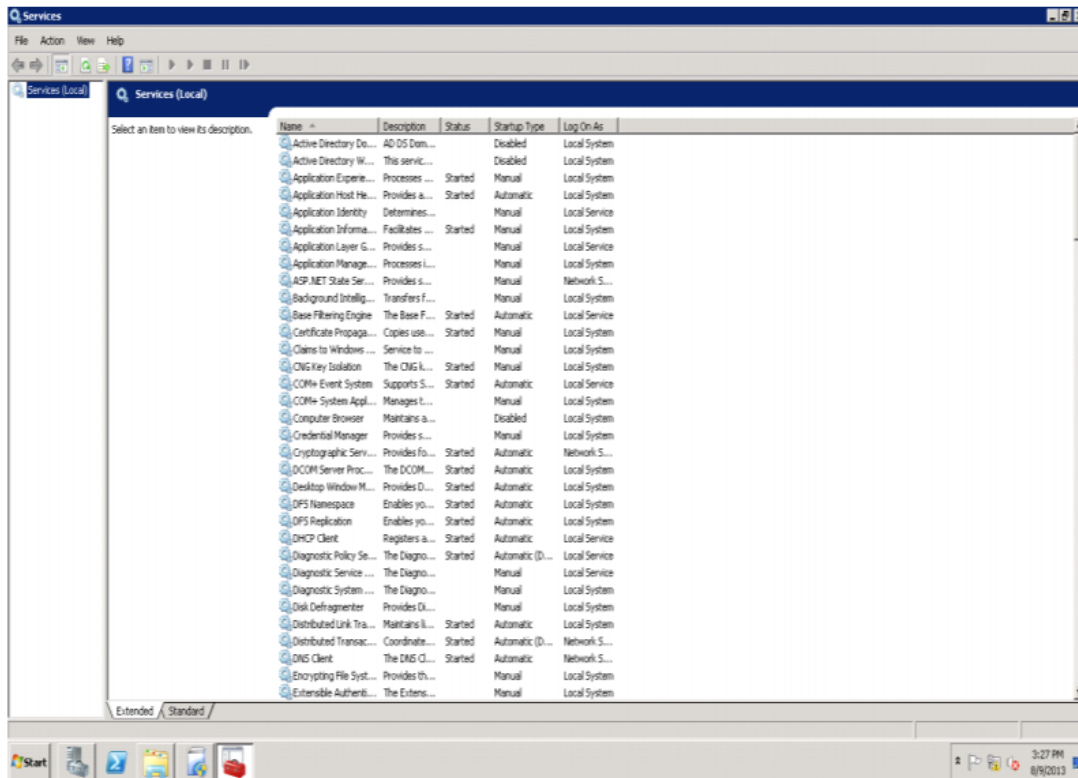 Services
File Action View Help
Services (Local)
Services (Local)
Select an item to view its description.
Name Description Status Startup Type Log On As
Active Directory Do... AD DS Dom... Disabled Local System
Active Directory W... This servic... Disabled Local System
Application Experie... Processes ... Started Manual Local System
Application Host He... Provides a... Started Automatic Local System
Application Identity Determines... Manual Local Service
Application Informa... Facilitates ... Started Manual Local System
Application Layer G... Provides s... Manual Local Service
Application Manage... Processes i... Manual Local System
ASP.NET State Ser... Provides s... Manual Network S...
Background Intellig... Transfers f... Manual Local System
Base Filtering Engine The Base F... Started Automatic Local Service
Certificate Propaga... Copies use... Started Manual Local System
Claims to Windows ... Service to .... Manual Local System
CNG Key Isolation The CNG k... Started Manual Local System
COM+ Event System Supports S... Started Automatic Local Service
COM+ System Appl... Manages t... Manual Local System
Computer Browser Maintains a... Disabled Local System
Credential Manager Provides s... Manual Local System
Cryptographic Serv... Provides fo... Started Automatic Network S...
DCOM Server Proc... The DCOM... Started Automatic Local System
Desktop Window M... Provides D... Started Automatic Local System
DFS Namespace Enables yo... Started Automatic Local System
DFS Replication Enables yo... Started Automatic Local System
DHCP Client Registers a... Started Automatic Local Service
Diagnostic Policy Se... The Diagno... Started Automatic (D... Local Service
Diagnostic Service ... The Diagno... Manual Local Service
Diagnostic System ... The Diagno... Manual Local System
Disk Defragmenter Provides Di... Manual Local System
Distributed Link Tra... Maintains li... Started Automatic Local System
Distributed Transac... Coordinate... Started Automatic (D... Network S...
DNS Client The DNS Cl... Started Automatic Network S...
Encrypting File Syst... Provides th... Manual Local System
Extensible Authenti... The Extens... Manual Local System
Extended Standard
Start 3:27 PM
8/9/2013